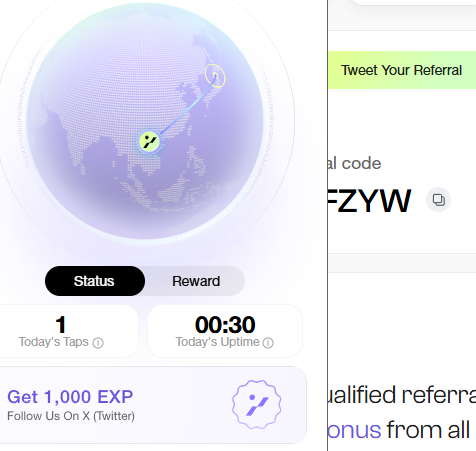 Status
Reward
1
Today's Taps
00:30
Today's Uptime
Get 1,000 EXP
Follow Us On X (Twitter)
Tweet Your Referral
al code
FZYW
ualified referra
onus from all